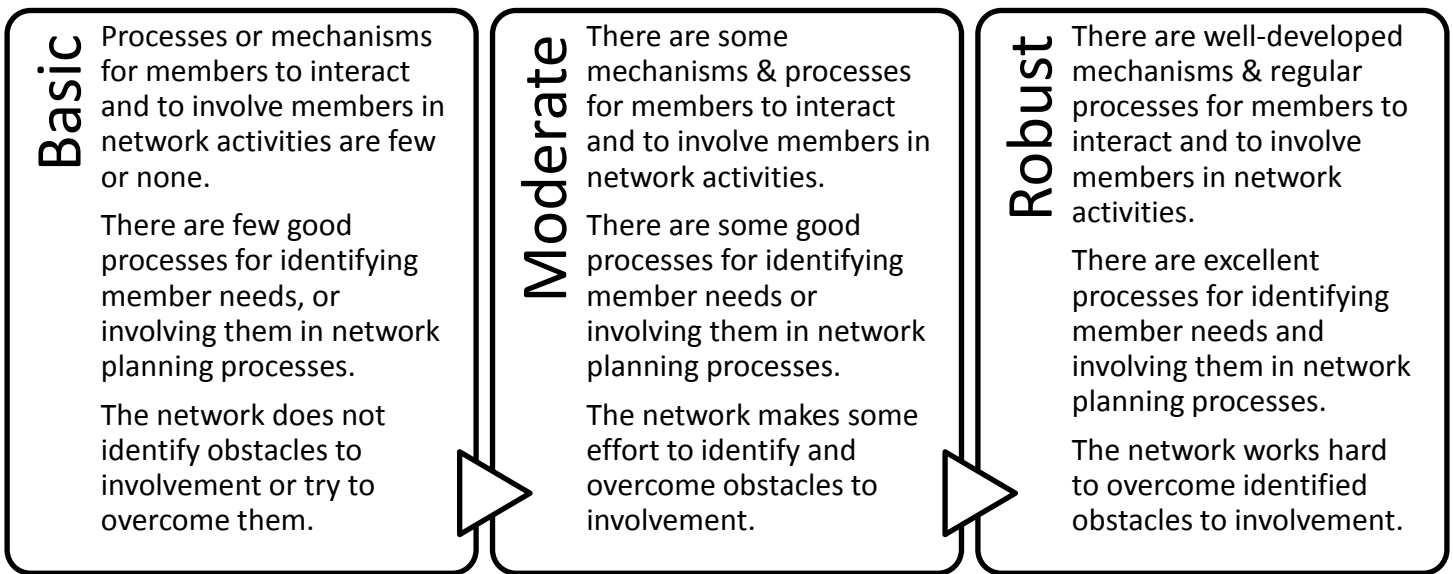 Basic
Processes or mechanisms
for members to interact
and to involve members in
network activities are few
or none.
There are few good
processes for identifying
member needs, or
involving them in network
planning processes.
The network does not
identify obstacles to
involvement or try to
overcome them.
Moderate
There are some
mechanisms & processes
for members to interact
and to involve members in
network activities.
There are some good
processes for identifying
member needs or
involving them in network
planning processes.
The network makes some
effort to identify and
overcome obstacles to
involvement.
Robust
There are well-developed
mechanisms & regular
processes for members to
interact and to involve
members in network
activities.
There are excellent
processes for identifying
member needs and
involving them in network
planning processes.
The network works hard
to overcome identified
obstacles to involvement.